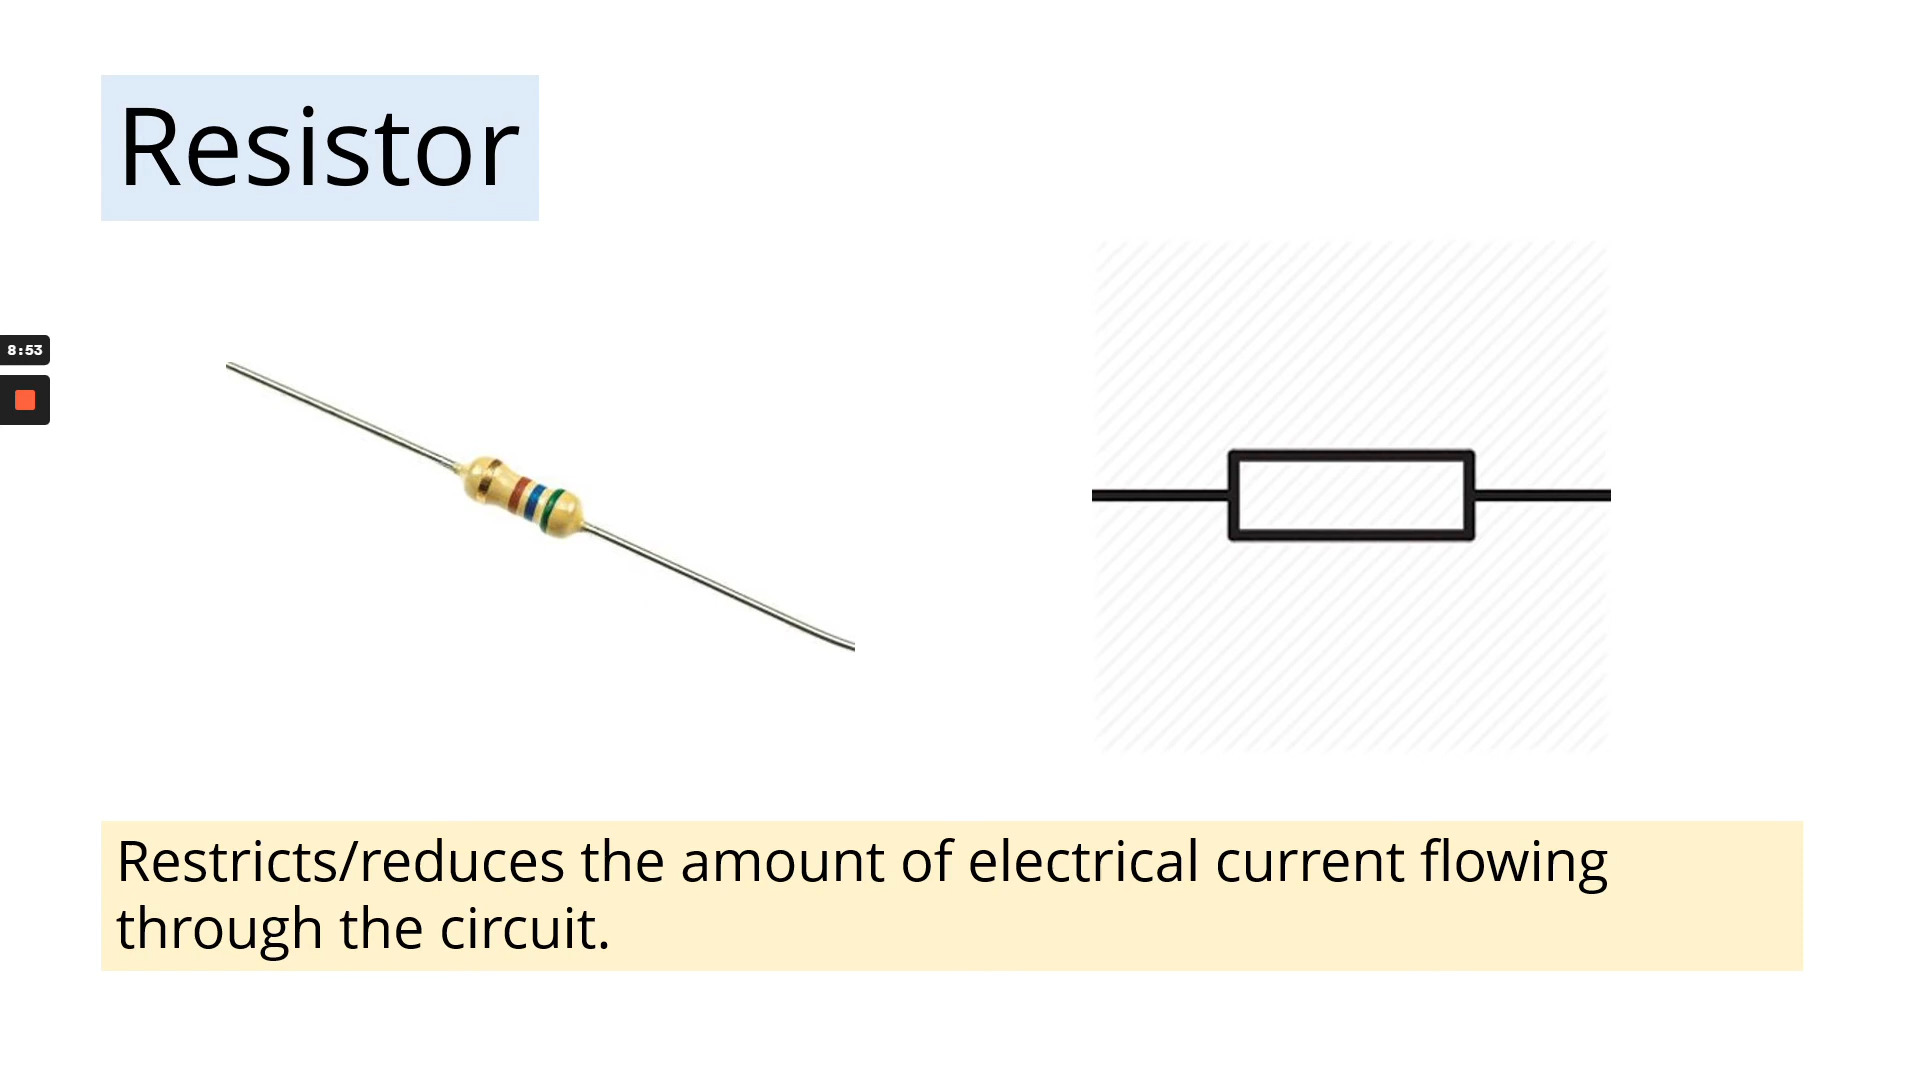 Resistor
8:53
Restricts/reduces the amount of electrical current flowing
through the circuit.